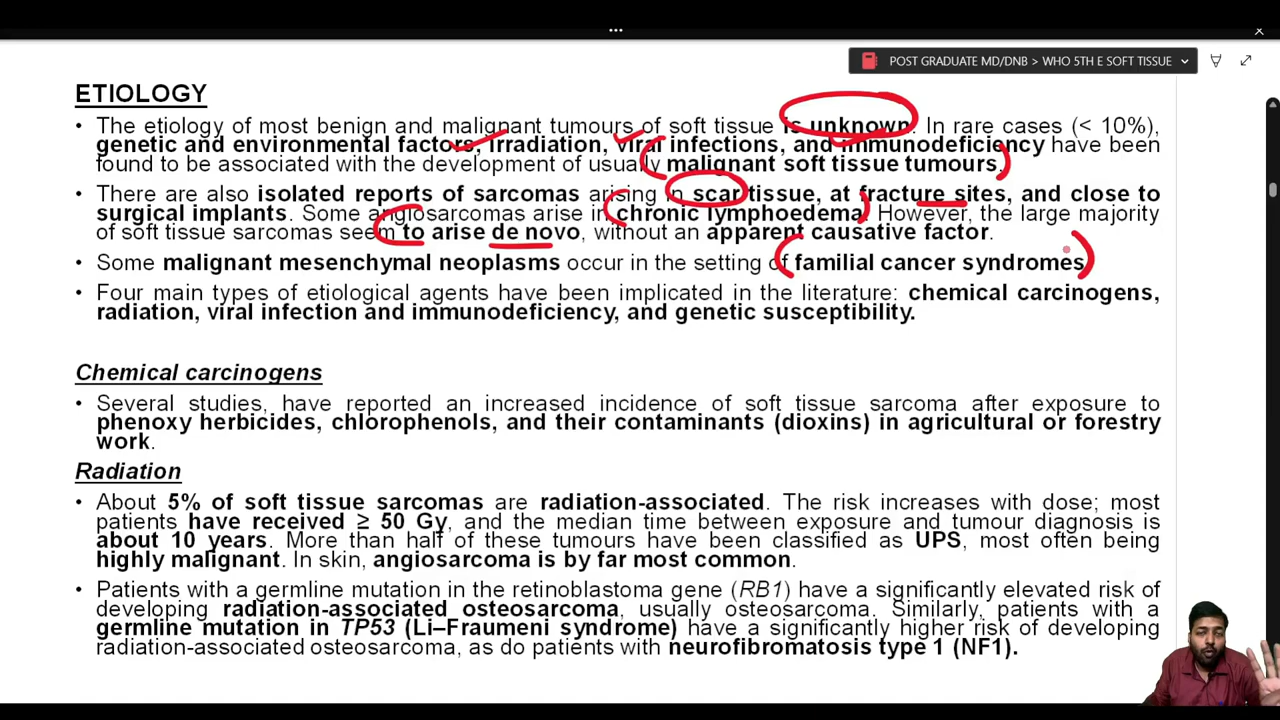 POST GRADUATE MD/DNB > WHO 5TH E SOFT TISSUE
ETIOLOGY
• The etiology of most benign and malignant tumours of soft tissue is unknown. In rare cases (< 10%),
genetic and environmental factors, irradiation, viral infections, and immunodeficiency have been
found to be associated with the development of usually malignant soft tissue tumours.
• There are also isolated reports of sarcomas arising in scar tissue, at fracture sites, and close to
surgical implants. Some angiosarcomas arise in chronic lymphoedema. However, the large majority
of soft tissue sarcomas seem to arise de novo, without an apparent causative factor.
• Some malignant mesenchymal neoplasms occur in the setting of familial cancer syndromes.
• Four main types of etiological agents have been implicated in the literature: chemical carcinogens,
radiation, viral infection and immunodeficiency, and genetic susceptibility.
Chemical carcinogens
• Several studies, have reported an increased incidence of soft tissue sarcoma after exposure to
phenoxy herbicides, chlorophenols, and their contaminants (dioxins) in agricultural or forestry
work.
Radiation
• About 5% of soft tissue sarcomas are radiation-associated. The risk increases with dose; most
patients have received ≥ 50 Gy, and the median time between exposure and tumour diagnosis is
about 10 years. More than half of these tumours have been classified as UPS, most often being
highly malignant. In skin, angiosarcoma is by far most common.
• Patients with a germline mutation in the retinoblastoma gene (RB1) have a significantly elevated risk of
developing radiation-associated osteosarcoma, usually osteosarcoma. Similarly, patients with a
germline mutation in TP53 (Li–Fraumeni syndrome) have a significantly higher risk of developing
radiation-associated osteosarcoma, as do patients with neurofibromatosis type 1 (NF1).